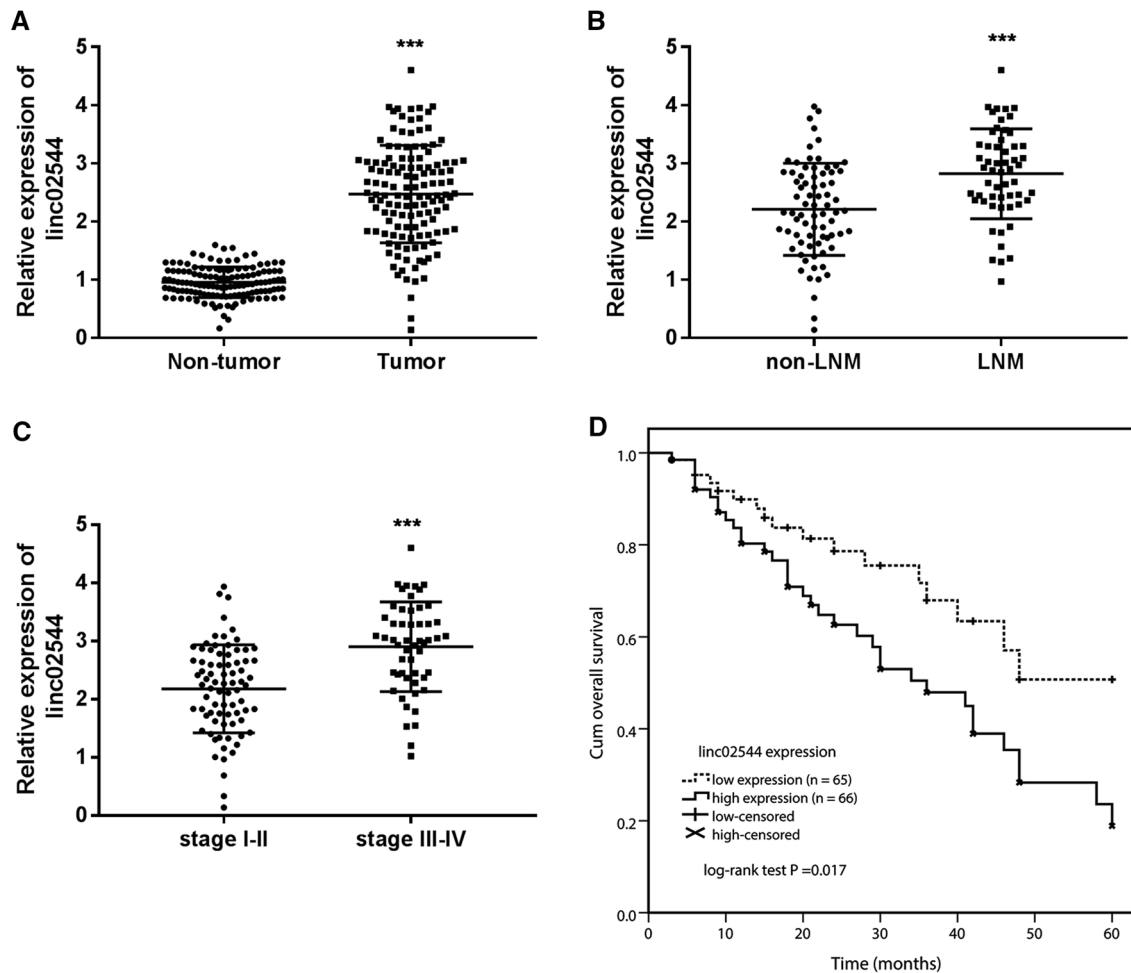 A
Relative expression of
linc02544
5
4
3
2
1
0
***
Non-tumor
Tumor
B
Relative expression of
linc02544
5
4
3
2
1
0
***
non-LNM
LNM
C
Relative expression of
linc02544
5
4
3
2
1
0
***
stage I-II
stage III-IV
D
Cum overall survival
1.0
0.8
0.6
0.4
0.2
0.0
linc02544 expression
low expression (n = 65)
high expression (n = 66)
low-censored
high-censored
log-rank test P =0.017
0 10 20 30 40 50 60
Time (months)